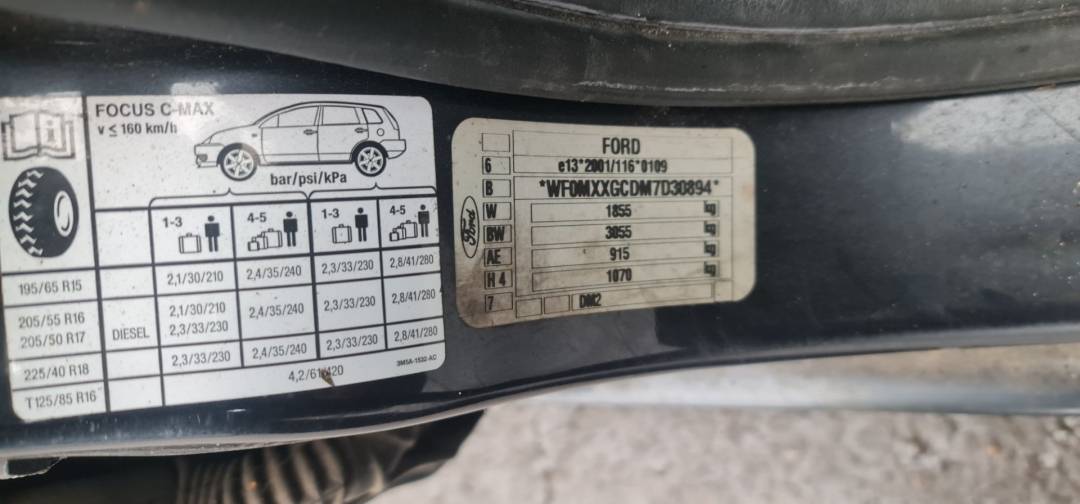 FOCUS C-MAX
v ≤ 160 km/h
bar/psi/kPa
1-3 4-5 1-3 4-5
195/65 R15 2,1/30/210 2,4/35/240 2,3/33/230 2,8/41/280
205/55 R16 2,1/30/210 2,4/35/240 2,3/33/230 2,8/41/280
205/50 R17 DIESEL 2,3/33/230
225/40 R18 2,3/33/230 2,4/35/240 2,3/33/230 2,8/41/280
T125/85 R16 4,2/61/420
3M5A-1532-AC
Ford
FORD
6 e13*2001/116*0109
B *WF0MXXGCDM7D30894*
W 1855 kg
BW 3055 kg
AE 915 kg
H 4 1070 kg
7 DM2